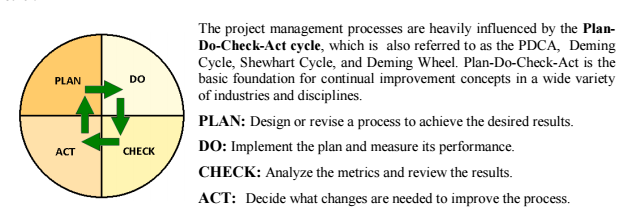 PLAN
DO
ACT
CHECK
The project management processes are heavily influenced by the Plan-
Do-Check-Act cycle, which is also referred to as the PDCA, Deming
Cycle, Shewhart Cycle, and Deming Wheel. Plan-Do-Check-Act is the
basic foundation for continual improvement concepts in a wide variety
of industries and disciplines.
PLAN: Design or revise a process to achieve the desired results.
DO: Implement the plan and measure its performance.
CHECK: Analyze the metrics and review the results.
ACT: Decide what changes are needed to improve the process.